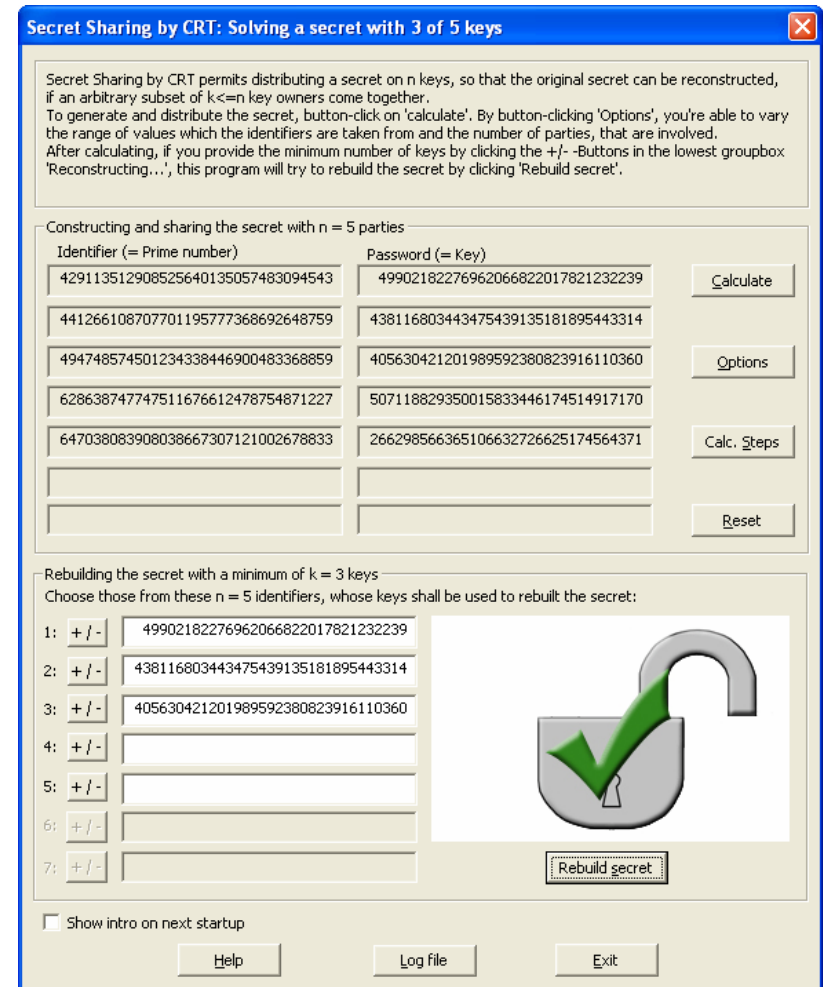 Secret Sharing by CRT: Solving a secret with 3 of 5 keys
Secret Sharing by CRT permits distributing a secret on n keys, so that the original secret can be reconstructed,
if an arbitrary subset of k<=n key owners come together.
To generate and distribute the secret, button-click on 'calculate'. By button-clicking 'Options', you're able to vary
the range of values which the identifiers are taken from and the number of parties, that are involved.
After calculating, if you provide the minimum number of keys by clicking the +/- -Buttons in the lowest groupbox
'Reconstructing...', this program will try to rebuild the secret by clicking 'Rebuild secret'.
Constructing and sharing the secret with n = 5 parties
Identifier (= Prime number) Password (= Key)
429113512908525640135057483094543 49902182276962066822017821232239 Calculate
441266108707701195777368692648759 438116803443475439135181895443314
494748574501234338446900483368859 405630421201989592380823916110360 Options
628638774775116766612478754871227 507118829350015833446174514917170
647038083908038667307121002678833 266298566365106632726625174564371 Calc. Steps
Reset
Rebuilding the secret with a minimum of k = 3 keys
Choose those from these n = 5 identifiers, whose keys shall be used to rebuilt the secret:
1: + / - 49902182276962066822017821232239
2: + / - 438116803443475439135181895443314
3: + / - 405630421201989592380823916110360
4: + / -
5: + / -
6: + / -
7: + / -
Rebuild secret
Show intro on next startup
Help Log file Exit